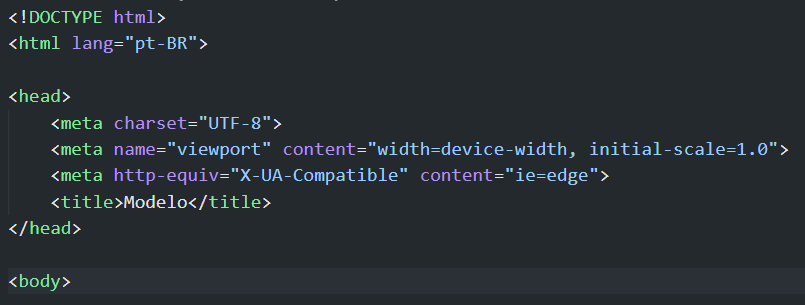 <!DOCTYPE html>
<html lang="pt-BR">
<head>
<meta charset="UTF-8">
<meta name="viewport" content="width=device-width, initial-scale=1.0">
<meta http-equiv="X-UA-Compatible" content="ie=edge">
<title>Modelo</title>
</head>
<body>